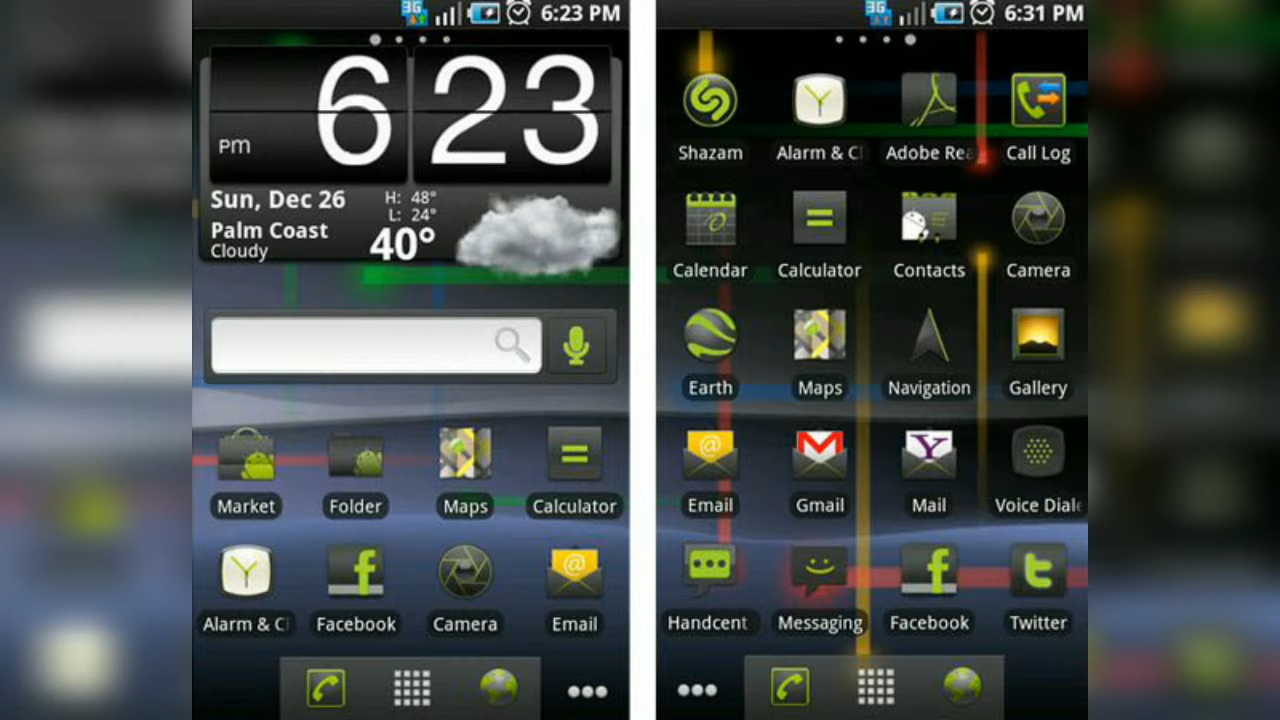 3G 6:23 PM
6 23
PM
Sun, Dec 26
H: 48°
L: 24°
Palm Coast
Cloudy
40°
Market Folder Maps Calculator
Alarm & Cl Facebook Camera Email
3G 6:31 PM
Shazam Alarm & Cl Adobe Rea Call Log
Calendar Calculator Contacts Camera
Earth Maps Navigation Gallery
Email Gmail Mail Voice Diale
Handcent Messaging Facebook Twitter